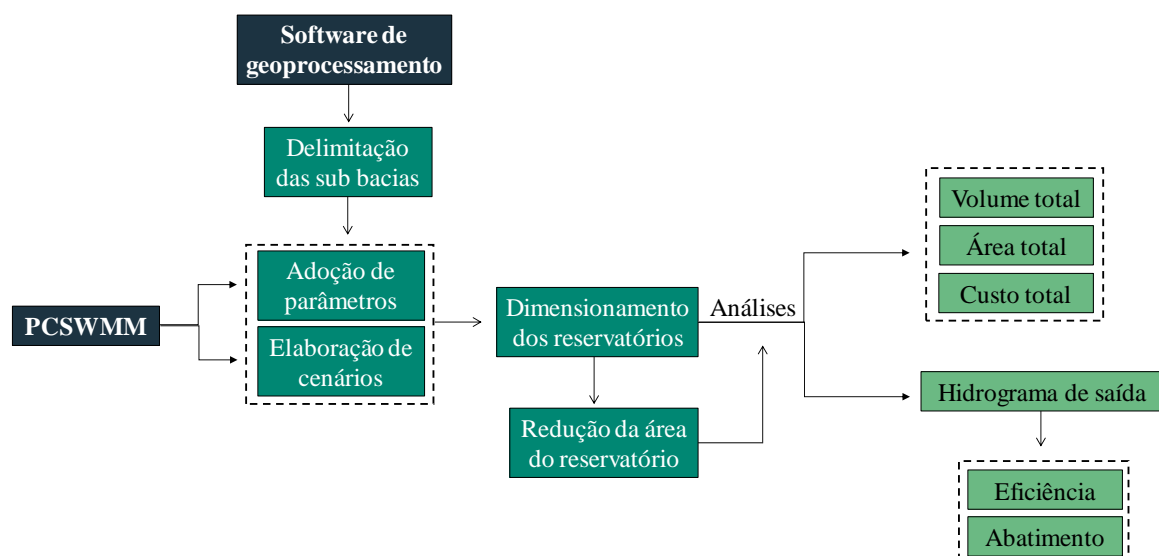 Software de
geoprocessamento
Delimitação
das sub bacias
Adoção de
parâmetros
PCSWMM
Elaboração de
cenários
Dimensionamento
dos reservatórios
Análises
Redução da área
do reservatório
Volume total
Área total
Custo total
Hidrograma de saída
Eficiência
Abatimento